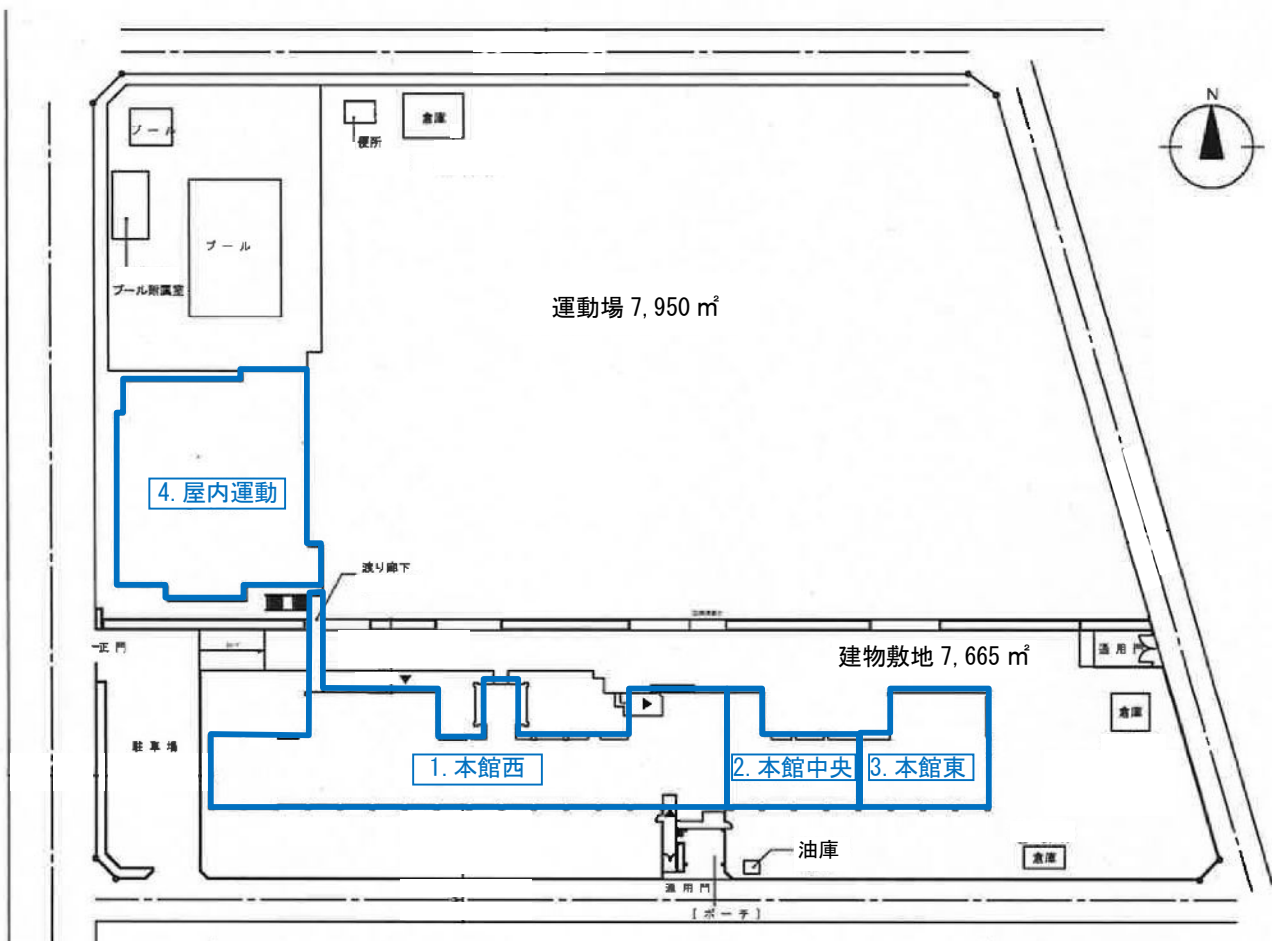 N
プール
便所
倉庫
プール
プール附属室
運動場 7,950 ㎡
4. 屋内運動
渡り廊下
正門
建物敷地 7,665 ㎡
通用門
倉庫
駐車場
1. 本館西
2. 本館中央
3. 本館東
油庫
倉庫
通用門
[ポーチ]